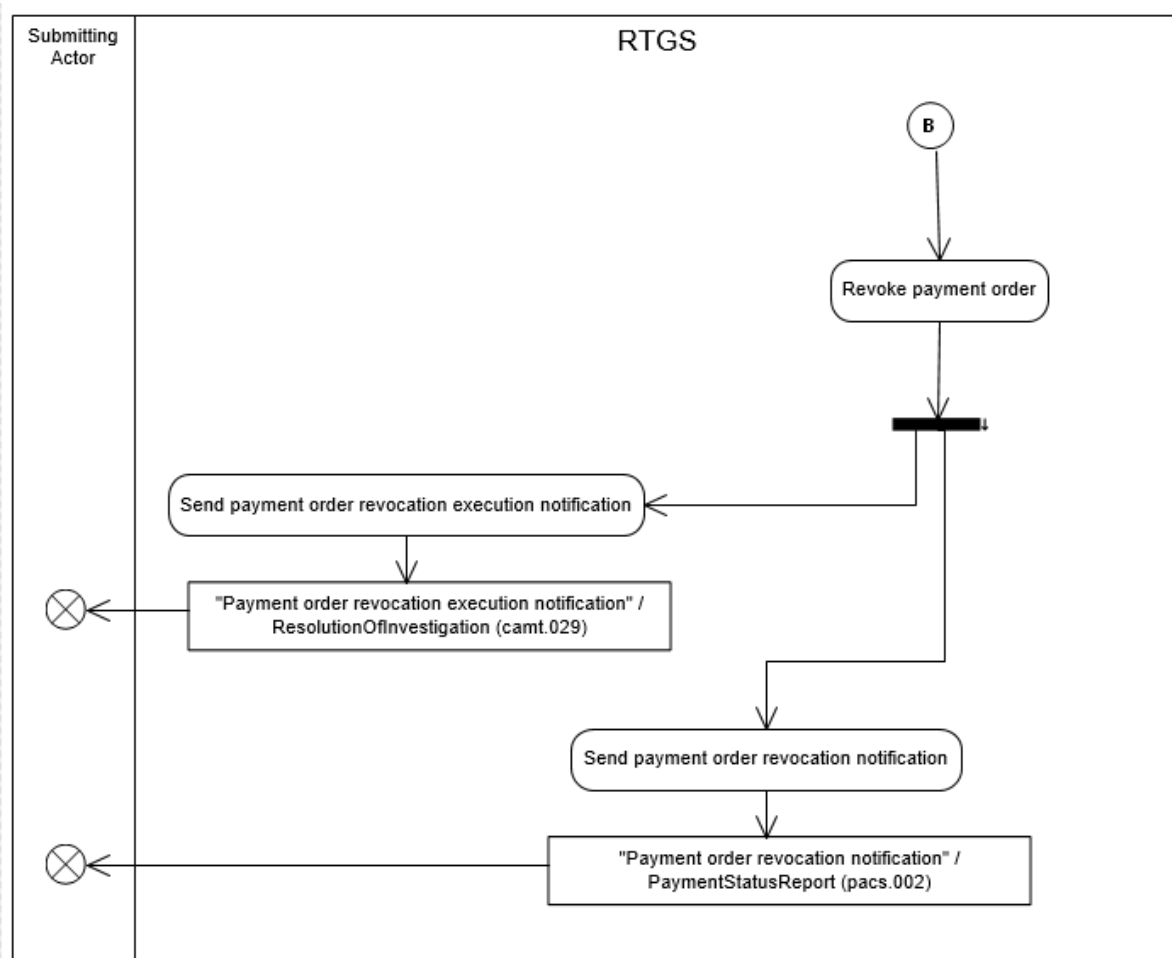 Submitting
Actor
RTGS
B
Revoke payment order
Send payment order revocation execution notification
"Payment order revocation execution notification" /
ResolutionOfInvestigation (camt.029)
Send payment order revocation notification
"Payment order revocation notification" /
PaymentStatusReport (pacs.002)